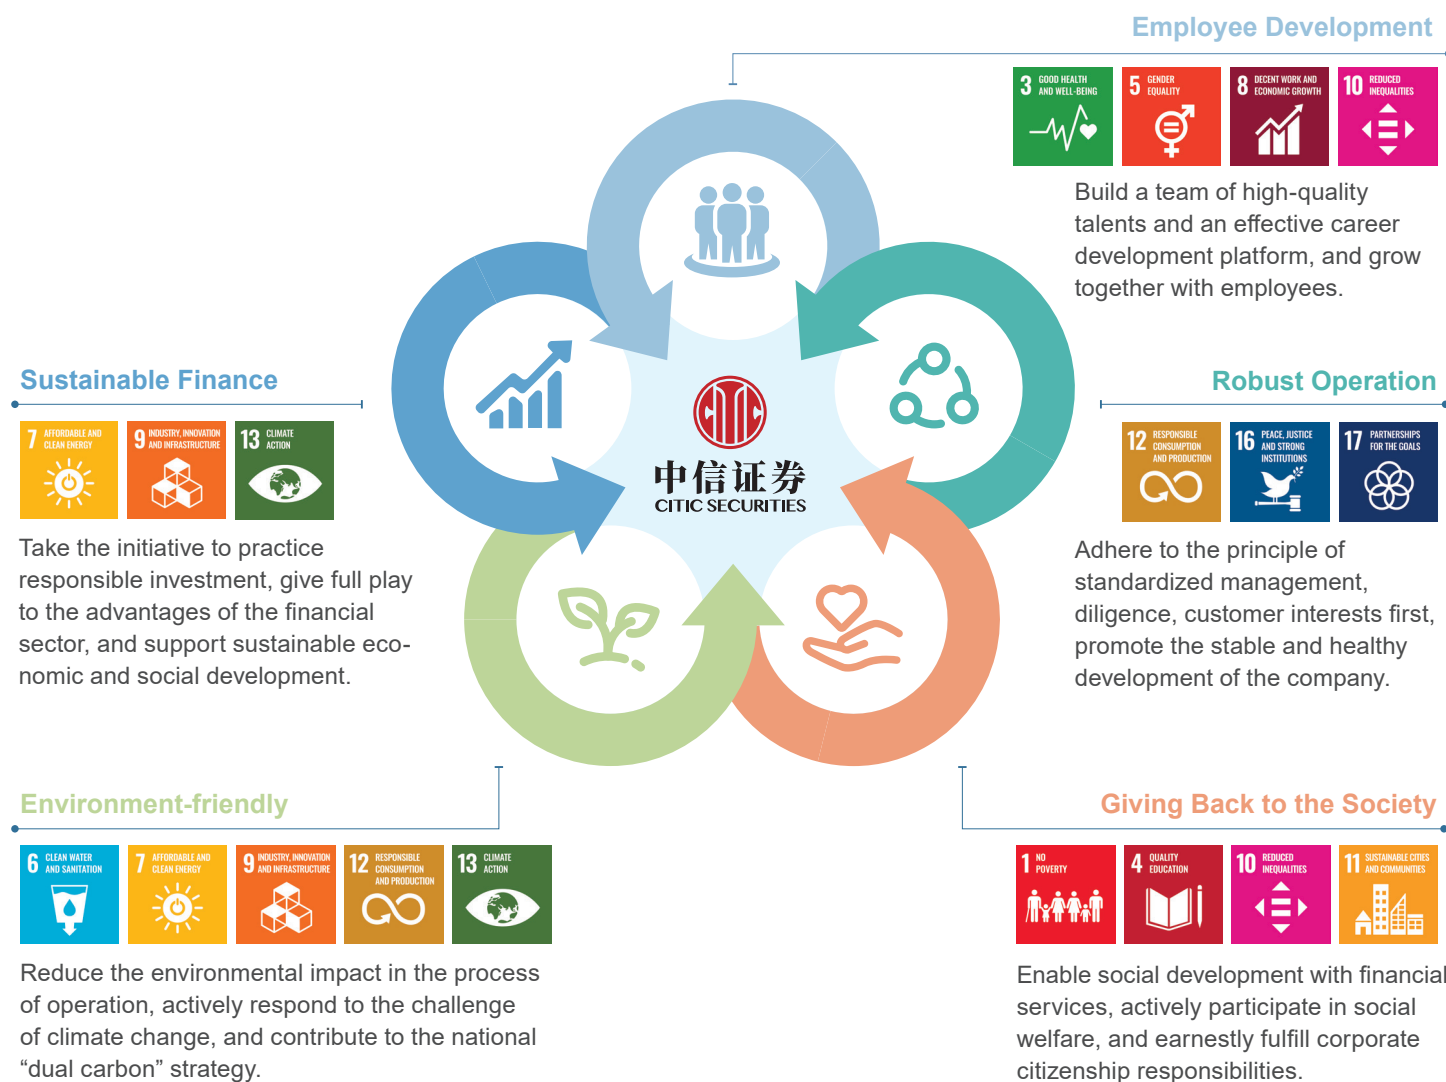 Employee Development
3 GOOD HEALTH
AND WELL-BEING
5 GENDER
EQUALITY
8 DECENT WORK AND
ECONOMIC GROWTH
10 REDUCED
INEQUALITIES
Build a team of high-quality
talents and an effective career
development platform, and grow
together with employees.
Sustainable Finance
7 AFFORDABLE AND
CLEAN ENERGY
9 INDUSTRY, INNOVATION
AND INFRASTRUCTURE
13 CLIMATE
ACTION
Take the initiative to practice
responsible investment, give full play
to the advantages of the financial
sector, and support sustainable eco-
nomic and social development.
CITIC
中信证券
CITIC SECURITIES
Robust Operation
12 RESPONSIBLE
CONSUMPTION
AND PRODUCTION
16 PEACE, JUSTICE
AND STRONG
INSTITUTIONS
17 PARTNERSHIPS
FOR THE GOALS
Adhere to the principle of
standardized management,
diligence, customer interests first,
promote the stable and healthy
development of the company.
Environment-friendly
6 CLEAN WATER
AND SANITATION
7 AFFORDABLE AND
CLEAN ENERGY
9 INDUSTRY, INNOVATION
AND INFRASTRUCTURE
12 RESPONSIBLE
CONSUMPTION
AND PRODUCTION
13 CLIMATE
ACTION
Reduce the environmental impact in the process
of operation, actively respond to the challenge
of climate change, and contribute to the national
“dual carbon” strategy.
Giving Back to the Society
1 NO
POVERTY
4 QUALITY
EDUCATION
10 REDUCED
INEQUALITIES
11 SUSTAINABLE CITIES
AND COMMUNITIES
Enable social development with financial
services, actively participate in social
welfare, and earnestly fulfill corporate
citizenship responsibilities.